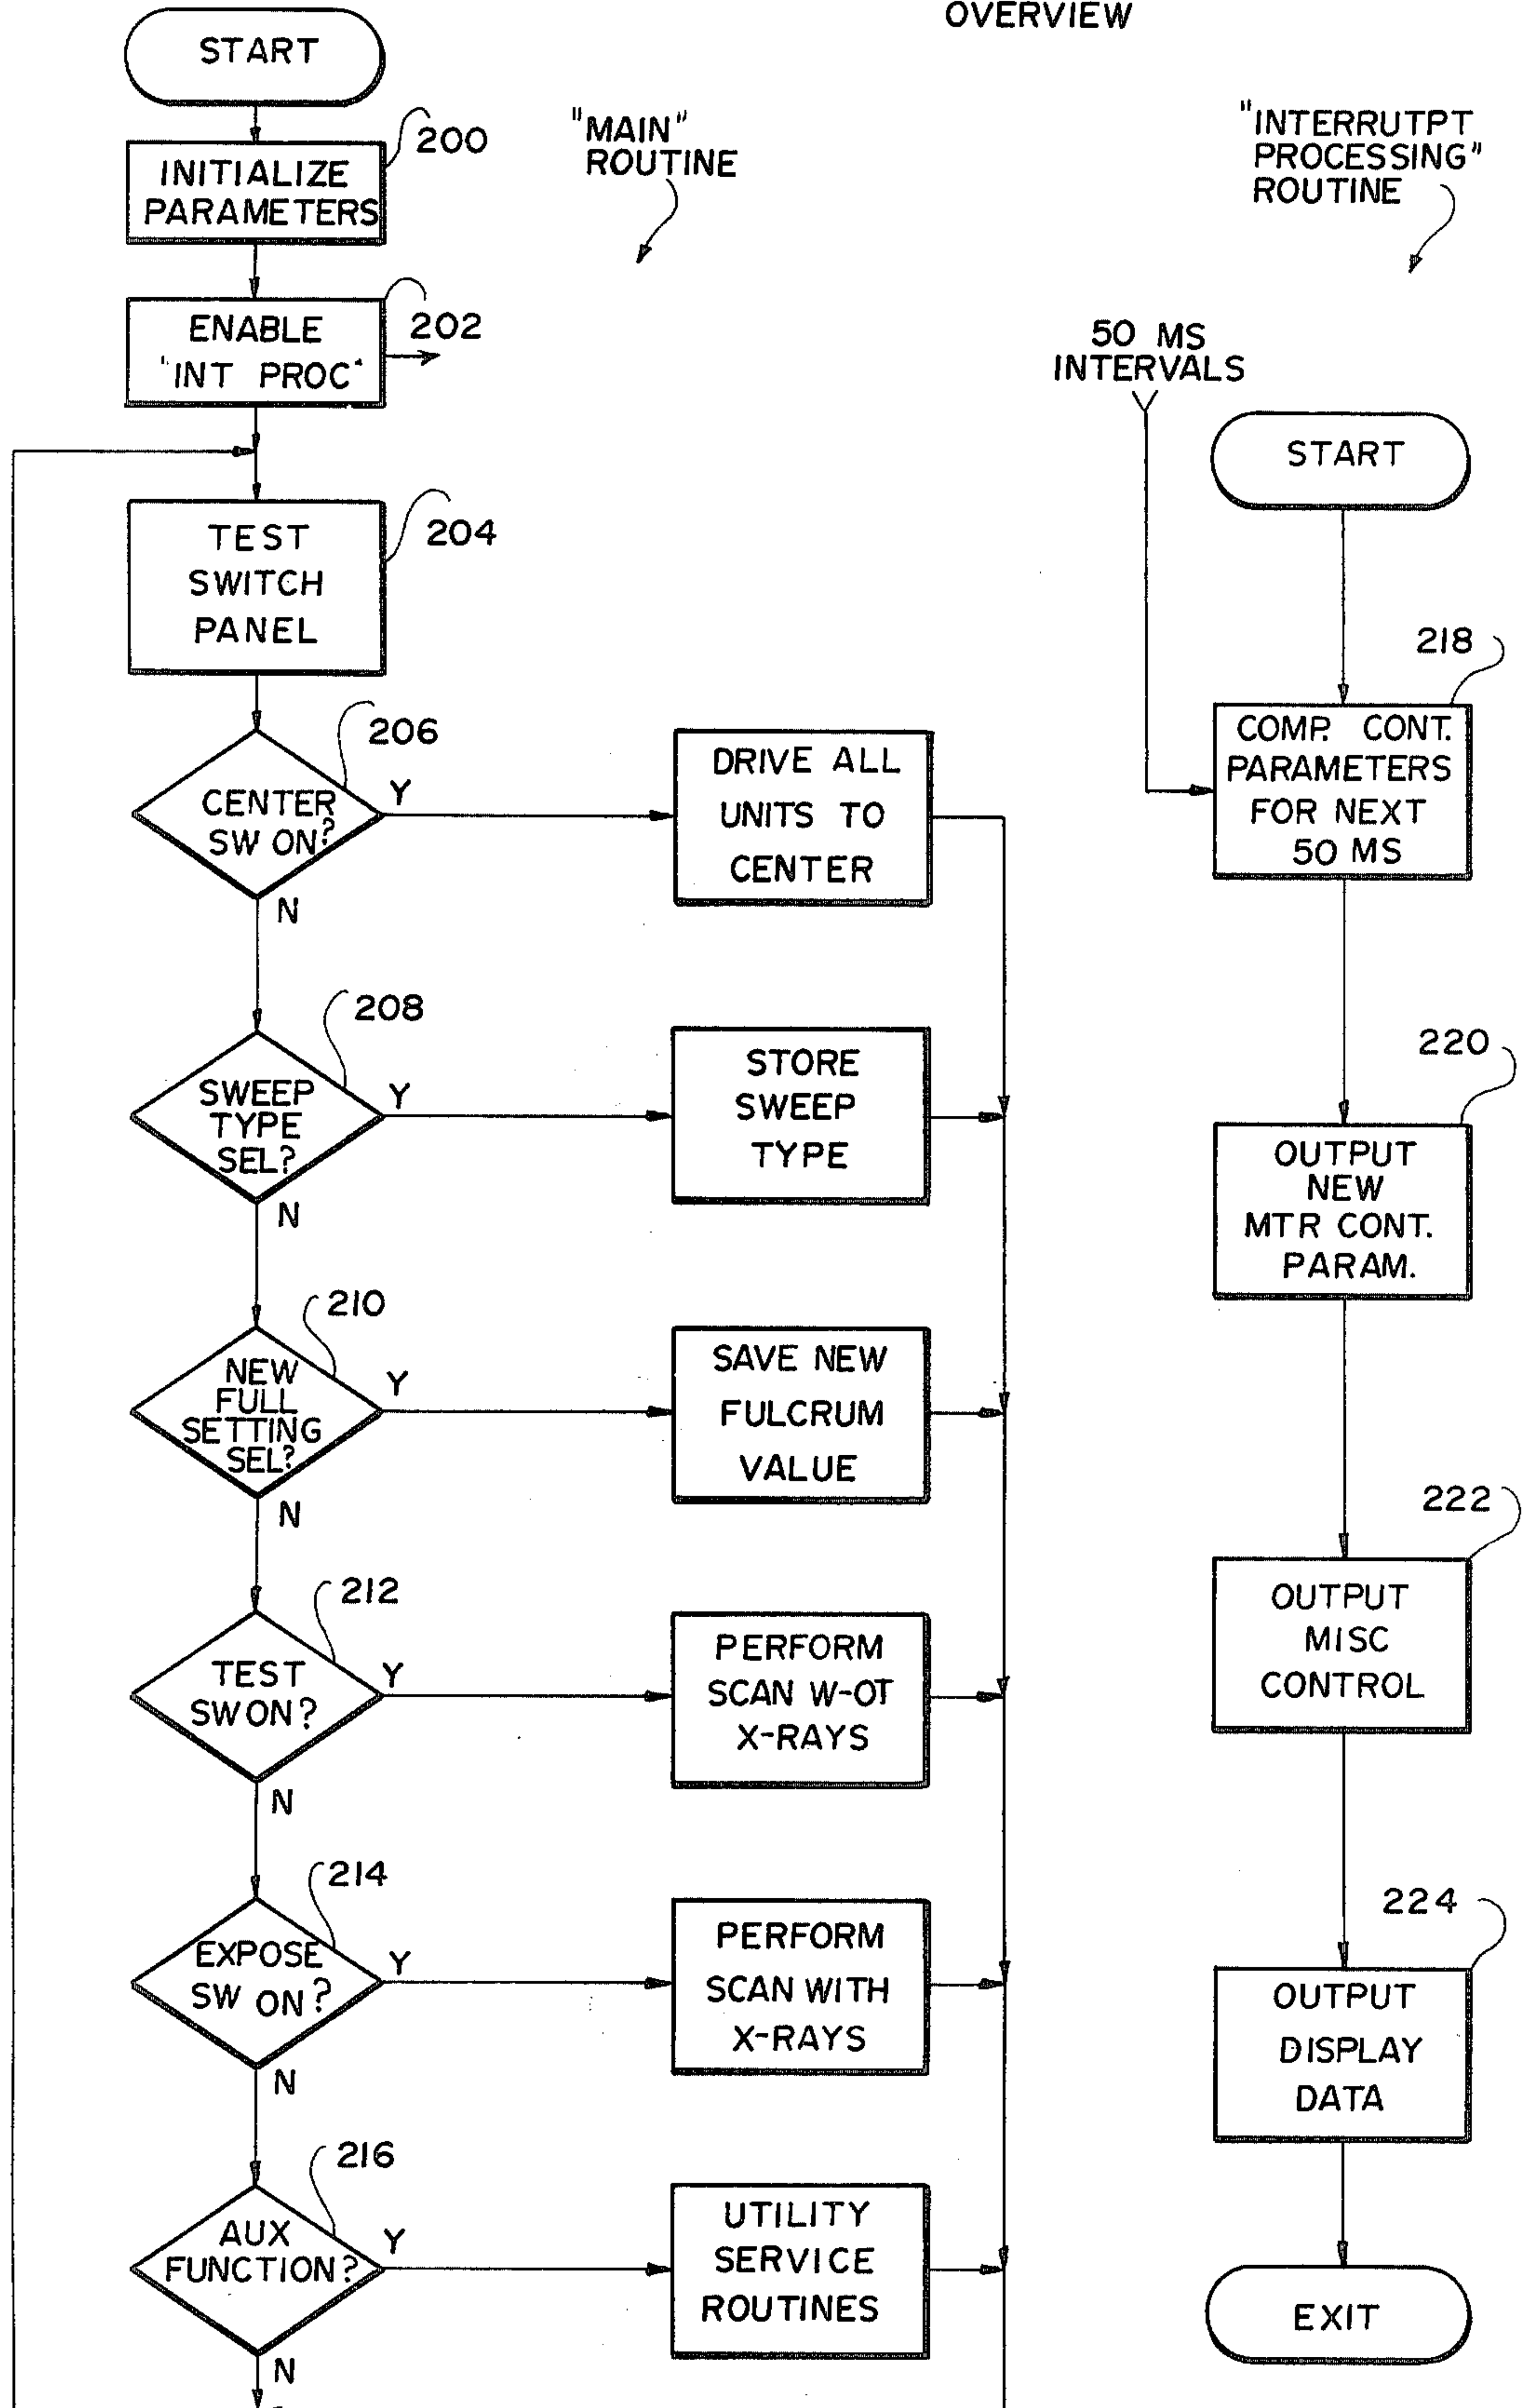 OVERVIEW
START
200
INITIALIZE
PARAMETERS
202
ENABLE
"INT PROC"
204
TEST
SWITCH
PANEL
206
CENTER
SW ON?
Y
N
DRIVE ALL
UNITS TO
CENTER
208
SWEEP
TYPE
SEL?
Y
N
STORE
SWEEP
TYPE
210
NEW
FULL
SETTING
SEL?
Y
N
SAVE NEW
FULCRUM
VALUE
212
TEST
SW ON?
Y
N
PERFORM
SCAN W-OT
X-RAYS
214
EXPOSE
SW ON?
Y
N
PERFORM
SCAN WITH
X-RAYS
216
AUX
FUNCTION?
Y
N
UTILITY
SERVICE
ROUTINES
"MAIN"
ROUTINE
"INTERRUTPT
PROCESSING"
ROUTINE
50 MS
INTERVALS
START
218
COMP. CONT.
PARAMETERS
FOR NEXT
50 MS
220
OUTPUT
NEW
MTR CONT.
PARAM.
222
OUTPUT
MISC
CONTROL
224
OUTPUT
DISPLAY
DATA
EXIT